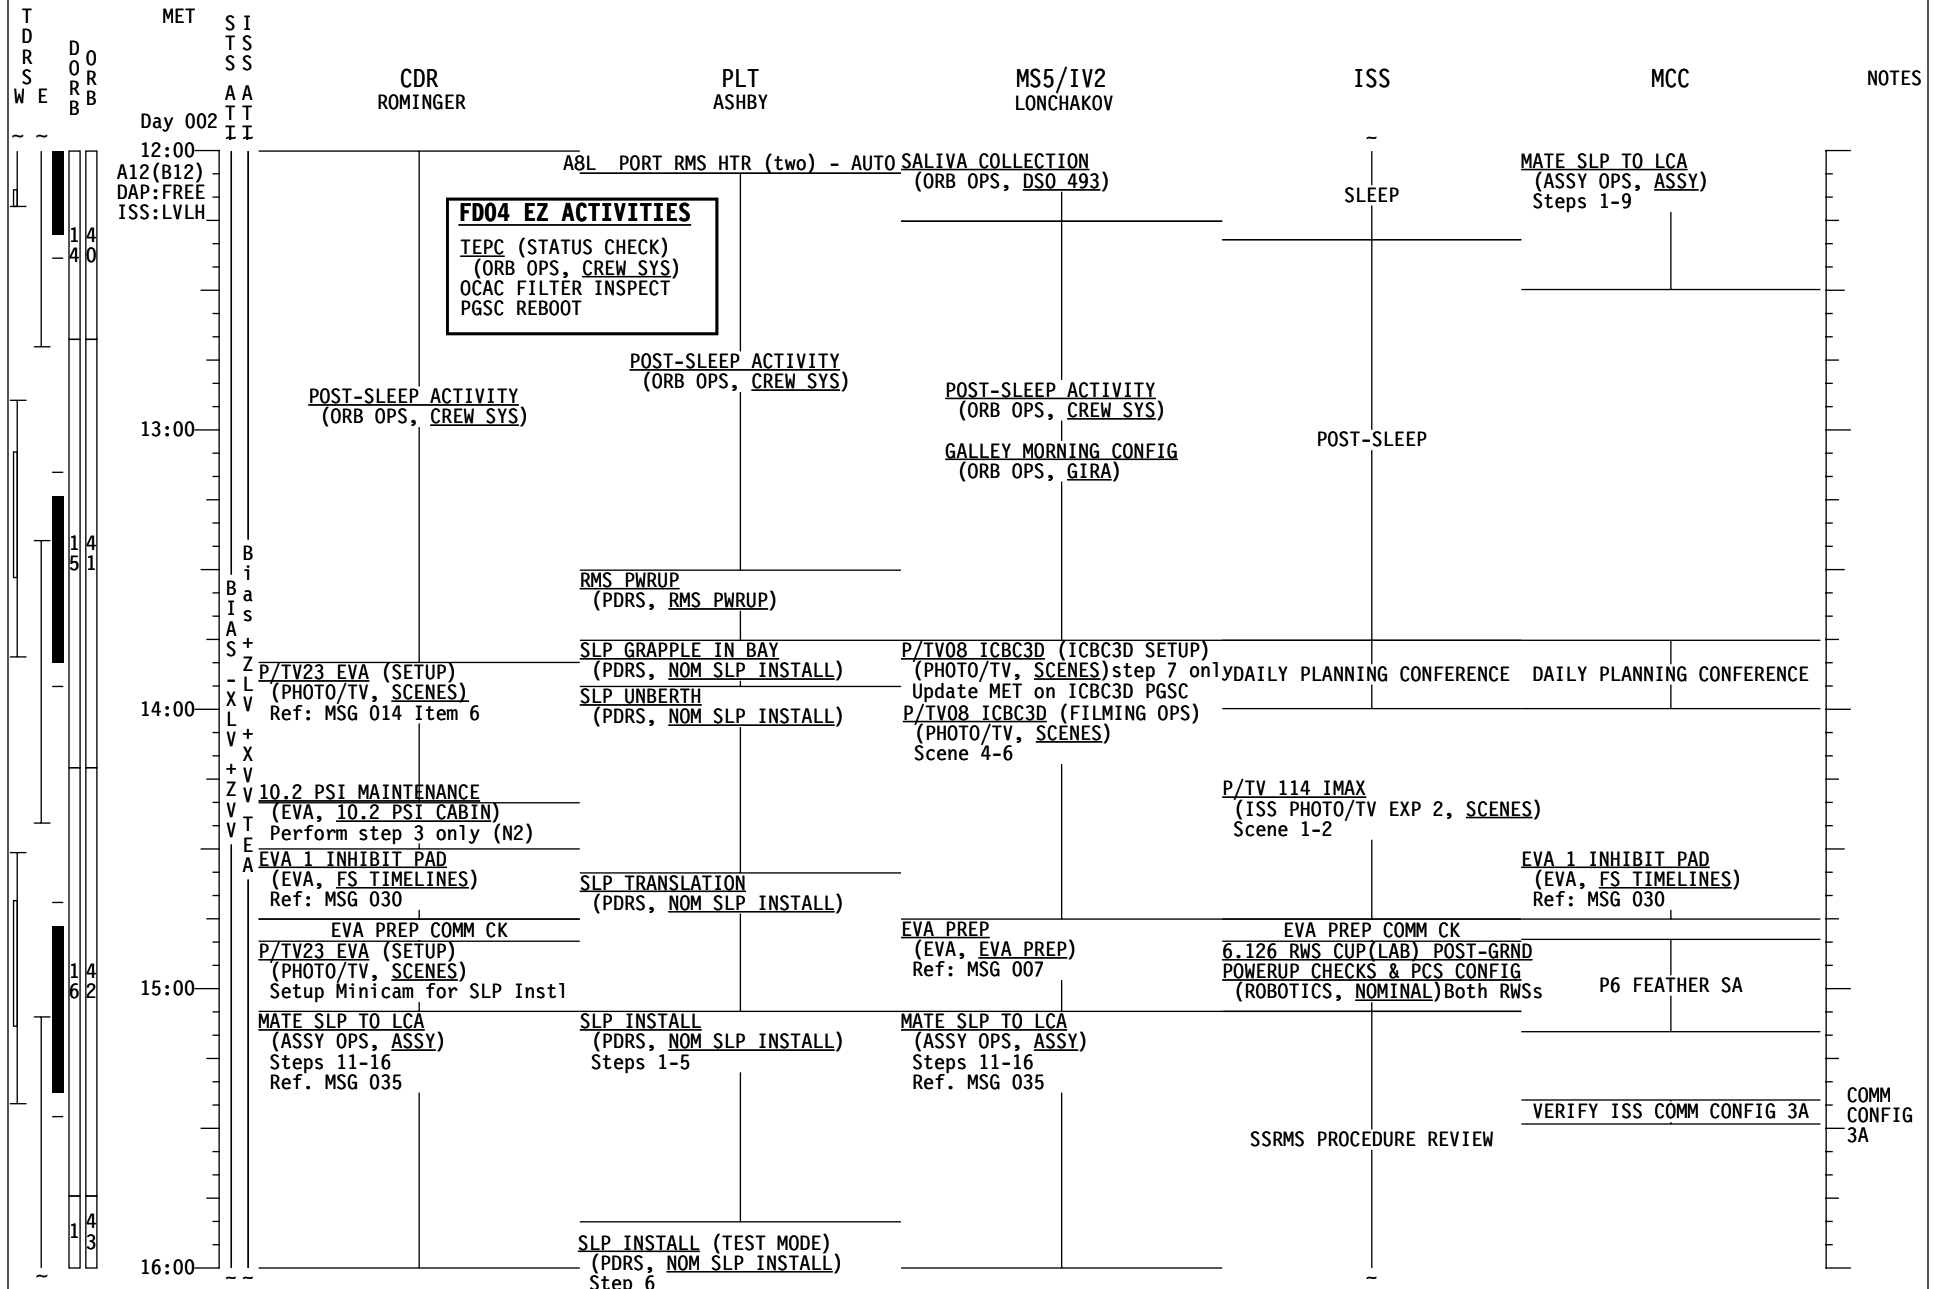 TDRS
W E
DORB
ORB
MET
STS ATT
ISS ATT
CDR
ROMINGER
PLT
ASHBY
MS5/IV2
LONCHAKOV
ISS
MCC
NOTES
Day 002
12:00
A12(B12)
DAP:FREE
ISS:LVLH
13:00
14:00
15:00
16:00
14
40
15
41
16
42
1
43
BIAS -XLV +ZVV
Bias +ZLV +XVV TEA
FD04 EZ ACTIVITIES
TEPC (STATUS CHECK)
(ORB OPS, CREW SYS)
OCAC FILTER INSPECT
PGSC REBOOT
POST-SLEEP ACTIVITY
(ORB OPS, CREW SYS)
P/TV23 EVA (SETUP)
(PHOTO/TV, SCENES)
Ref: MSG 014 Item 6
10.2 PSI MAINTENANCE
(EVA, 10.2 PSI CABIN)
Perform step 3 only (N2)
EVA 1 INHIBIT PAD
(EVA, FS TIMELINES)
Ref: MSG 030
EVA PREP COMM CK
P/TV23 EVA (SETUP)
(PHOTO/TV, SCENES)
Setup Minicam for SLP Instl
MATE SLP TO LCA
(ASSY OPS, ASSY)
Steps 11-16
Ref. MSG 035
A8L PORT RMS HTR (two) - AUTO
POST-SLEEP ACTIVITY
(ORB OPS, CREW SYS)
RMS PWRUP
(PDRS, RMS PWRUP)
SLP GRAPPLE IN BAY
(PDRS, NOM SLP INSTALL)
SLP UNBERTH
(PDRS, NOM SLP INSTALL)
SLP TRANSLATION
(PDRS, NOM SLP INSTALL)
SLP INSTALL
(PDRS, NOM SLP INSTALL)
Steps 1-5
SLP INSTALL (TEST MODE)
(PDRS, NOM SLP INSTALL)
Step 6
SALIVA COLLECTION
(ORB OPS, DSO 493)
POST-SLEEP ACTIVITY
(ORB OPS, CREW SYS)
GALLEY MORNING CONFIG
(ORB OPS, GIRA)
P/TV08 ICBC3D (ICBC3D SETUP)
(PHOTO/TV, SCENES)step 7 only
Update MET on ICBC3D PGSC
P/TV08 ICBC3D (FILMING OPS)
(PHOTO/TV, SCENES)
Scene 4-6
EVA PREP
(EVA, EVA PREP)
Ref: MSG 007
MATE SLP TO LCA
(ASSY OPS, ASSY)
Steps 11-16
Ref. MSG 035
SLEEP
POST-SLEEP
DAILY PLANNING CONFERENCE
P/TV 114 IMAX
(ISS PHOTO/TV EXP 2, SCENES)
Scene 1-2
EVA PREP COMM CK
6.126 RWS CUP(LAB) POST-GRND
POWERUP CHECKS & PCS CONFIG
(ROBOTICS, NOMINAL)Both RWSs
SSRMS PROCEDURE REVIEW
MATE SLP TO LCA
(ASSY OPS, ASSY)
Steps 1-9
DAILY PLANNING CONFERENCE
EVA 1 INHIBIT PAD
(EVA, FS TIMELINES)
Ref: MSG 030
P6 FEATHER SA
VERIFY ISS COMM CONFIG 3A
COMM
CONFIG
3A